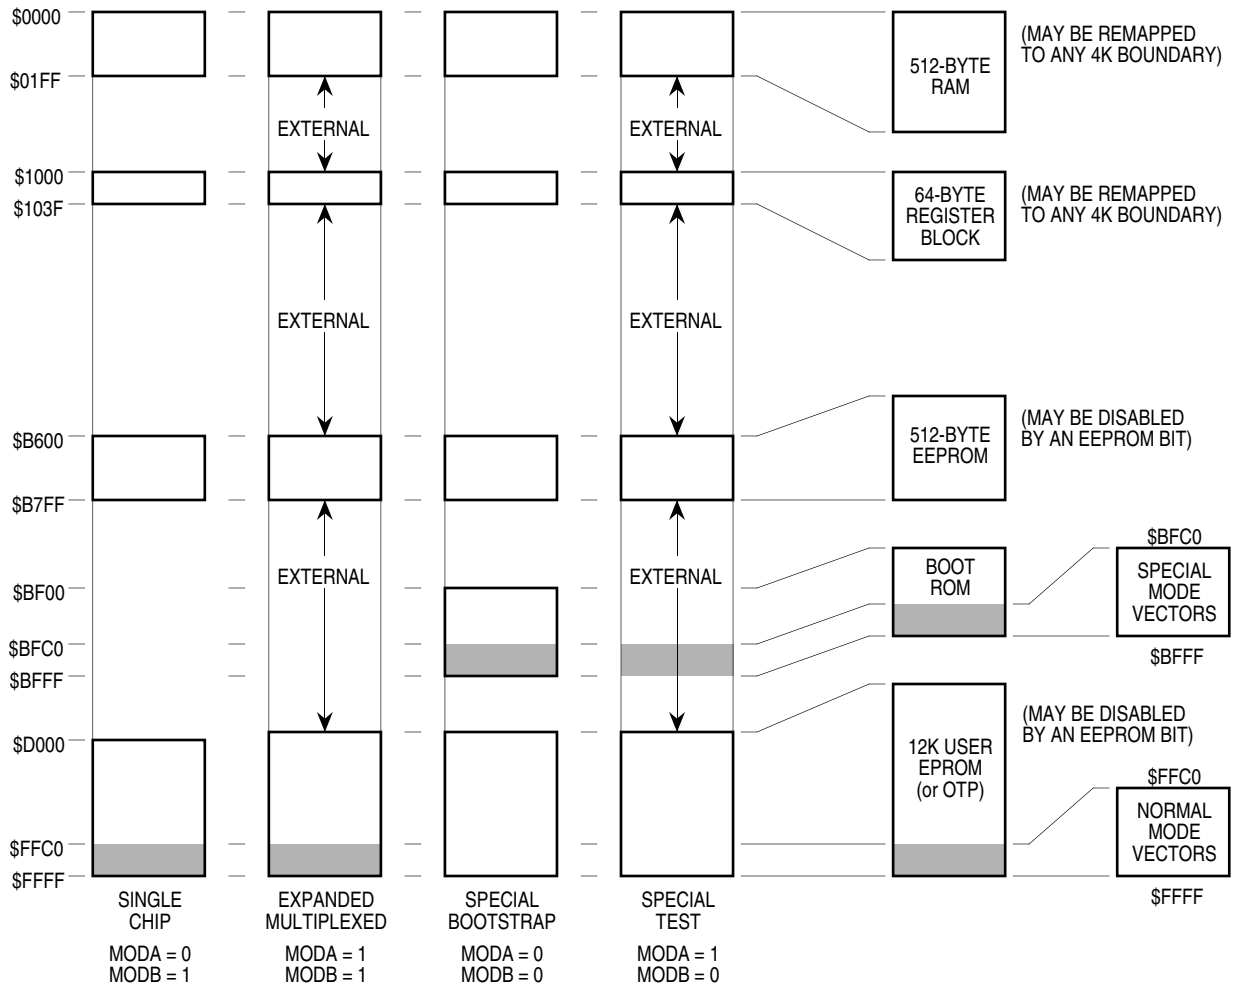 $0000
$01FF
$1000
$103F
$B600
$B7FF
$BF00
$BFC0
$BFFF
$D000
$FFC0
$FFFF
EXTERNAL
EXTERNAL
EXTERNAL
EXTERNAL
EXTERNAL
EXTERNAL
512-BYTE
RAM
(MAY BE REMAPPED
TO ANY 4K BOUNDARY)
64-BYTE
REGISTER
BLOCK
(MAY BE REMAPPED
TO ANY 4K BOUNDARY)
512-BYTE
EEPROM
(MAY BE DISABLED
BY AN EEPROM BIT)
BOOT
ROM
$BFC0
SPECIAL
MODE
VECTORS
$BFFF
12K USER
EPROM
(or OTP)
(MAY BE DISABLED
BY AN EEPROM BIT)
$FFC0
NORMAL
MODE
VECTORS
$FFFF
SINGLE
CHIP
MODA = 0
MODB = 1
EXPANDED
MULTIPLEXED
MODA = 1
MODB = 1
SPECIAL
BOOTSTRAP
MODA = 0
MODB = 0
SPECIAL
TEST
MODA = 1
MODB = 0